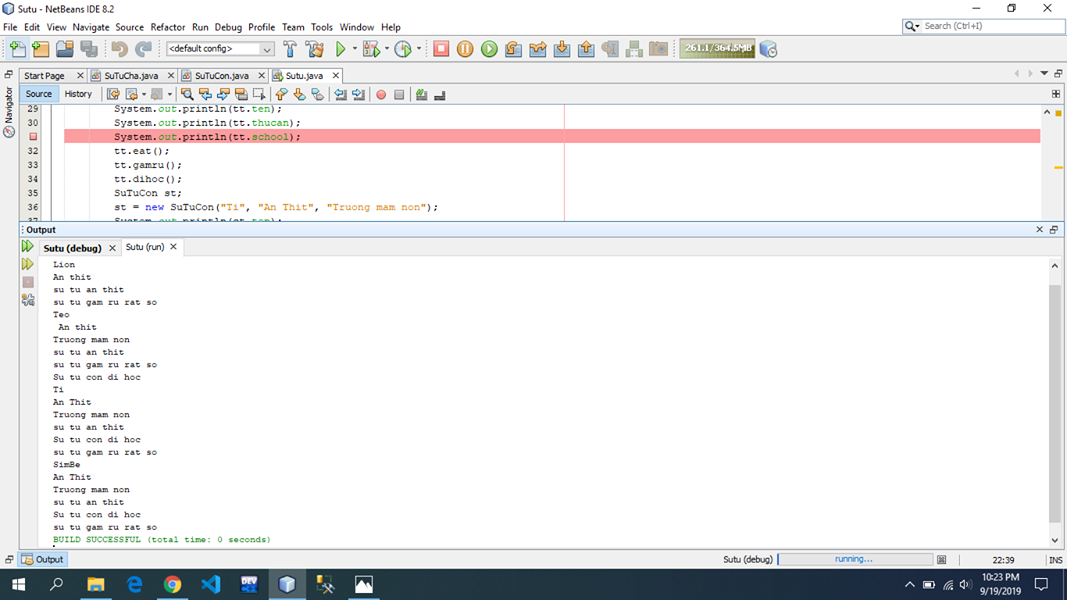 Sutu - NetBeans IDE 8.2
File Edit View Navigate Source Refactor Run Debug Profile Team Tools Window Help
Search (Ctrl+I)
<default config>
261.1/364.5MB
Start Page SuTuCha.java SuTuCon.java Sutu.java
Navigator
Source History
29 System.out.println(tt.ten);
30 System.out.println(tt.thucan);
System.out.println(tt.school);
32 tt.eat();
33 tt.gamru();
34 tt.dihoc();
35 SuTuCon st;
36 st = new SuTuCon("Ti", "An Thit", "Truong mam non");
37 System.out.println(st.ten);
Output
Sutu (debug) Sutu (run)
Lion
An thit
su tu an thit
su tu gam ru rat so
Teo
An thit
Truong mam non
su tu an thit
su tu gam ru rat so
Su tu con di hoc
Ti
An Thit
Truong mam non
su tu an thit
Su tu con di hoc
su tu gam ru rat so
SimBe
An Thit
Truong mam non
su tu an thit
Su tu con di hoc
su tu gam ru rat so
BUILD SUCCESSFUL (total time: 0 seconds)
Output
Sutu (debug) running... 22:39 INS
DEV
10:23 PM
9/19/2019